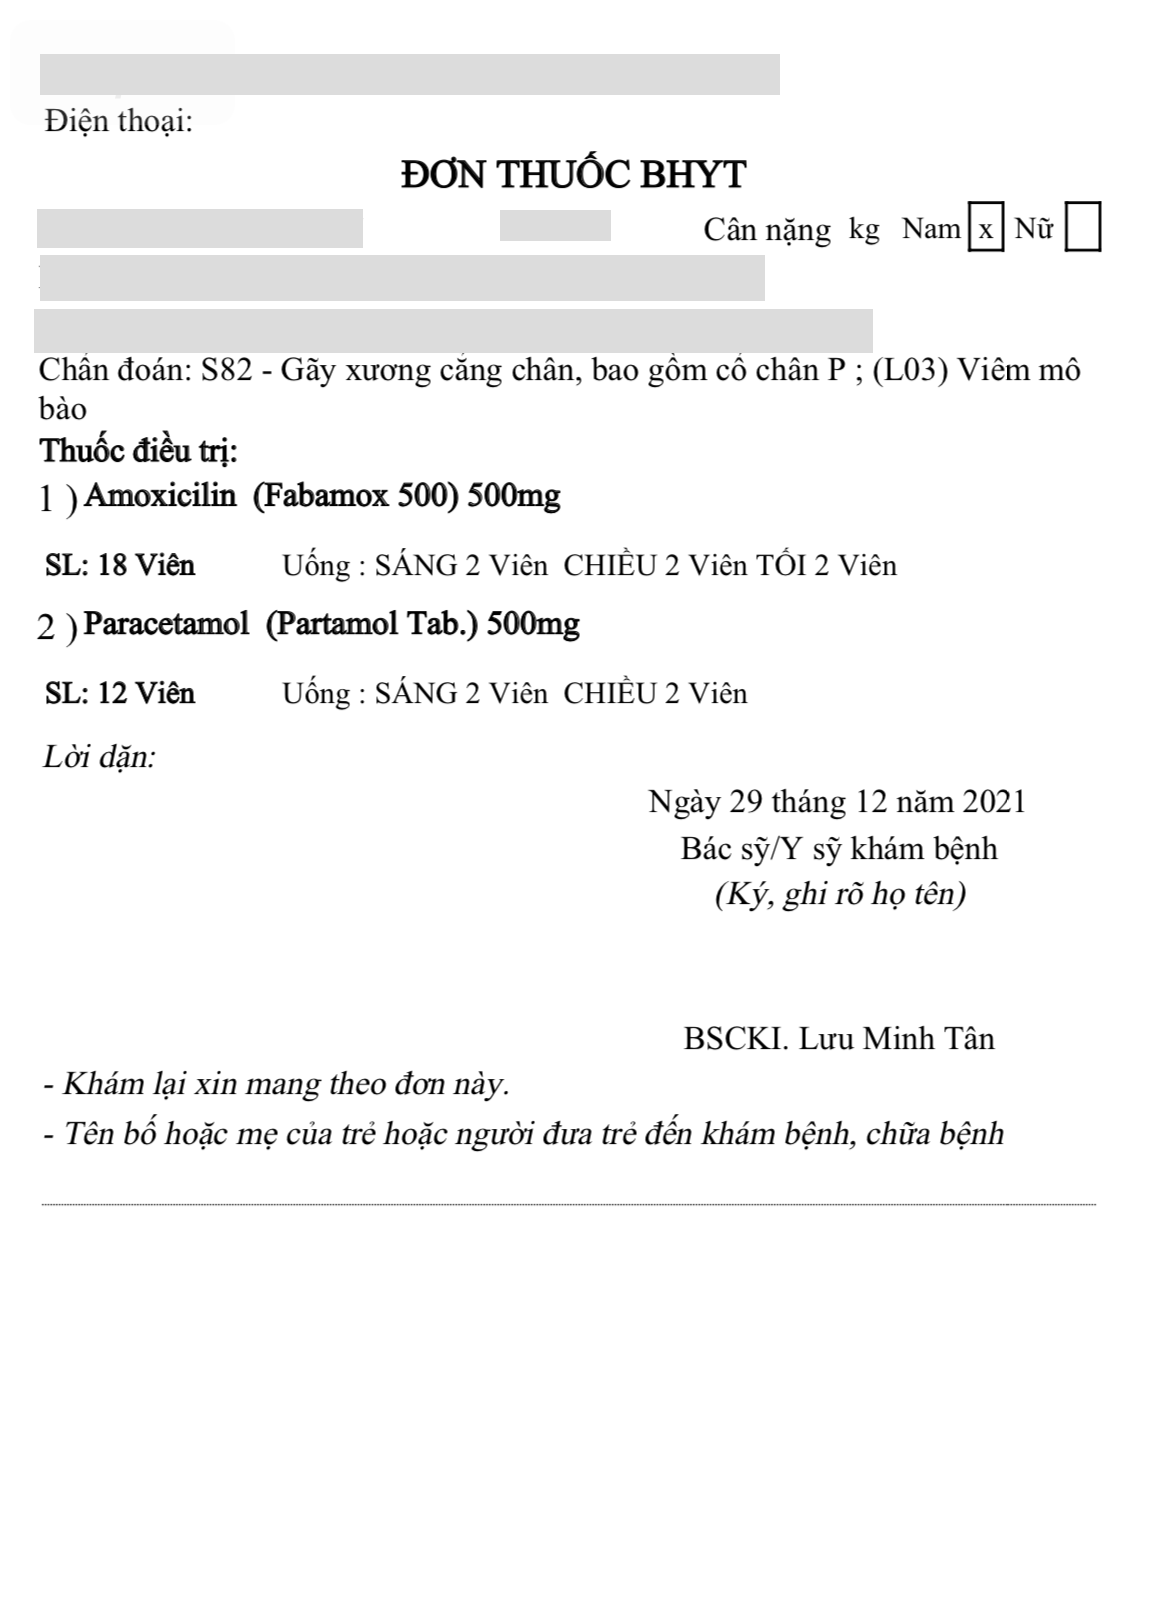 Điện thoại:
ĐƠN THUỐC BHYT
Cân nặng kg Nam x Nữ
Chẩn đoán: S82 - Gãy xương cẳng chân, bao gồm cổ chân P ; (L03) Viêm mô
bào
Thuốc điều trị:
1 ) Amoxicilin (Fabamox 500) 500mg
SL: 18 Viên Uống : SÁNG 2 Viên CHIỀU 2 Viên TỐI 2 Viên
2 ) Paracetamol (Partamol Tab.) 500mg
SL: 12 Viên Uống : SÁNG 2 Viên CHIỀU 2 Viên
Lời dặn:
Ngày 29 tháng 12 năm 2021
Bác sỹ/Y sỹ khám bệnh
(Ký, ghi rõ họ tên)
BSCKI. Lưu Minh Tân
- Khám lại xin mang theo đơn này.
- Tên bố hoặc mẹ của trẻ hoặc người đưa trẻ đến khám bệnh, chữa bệnh